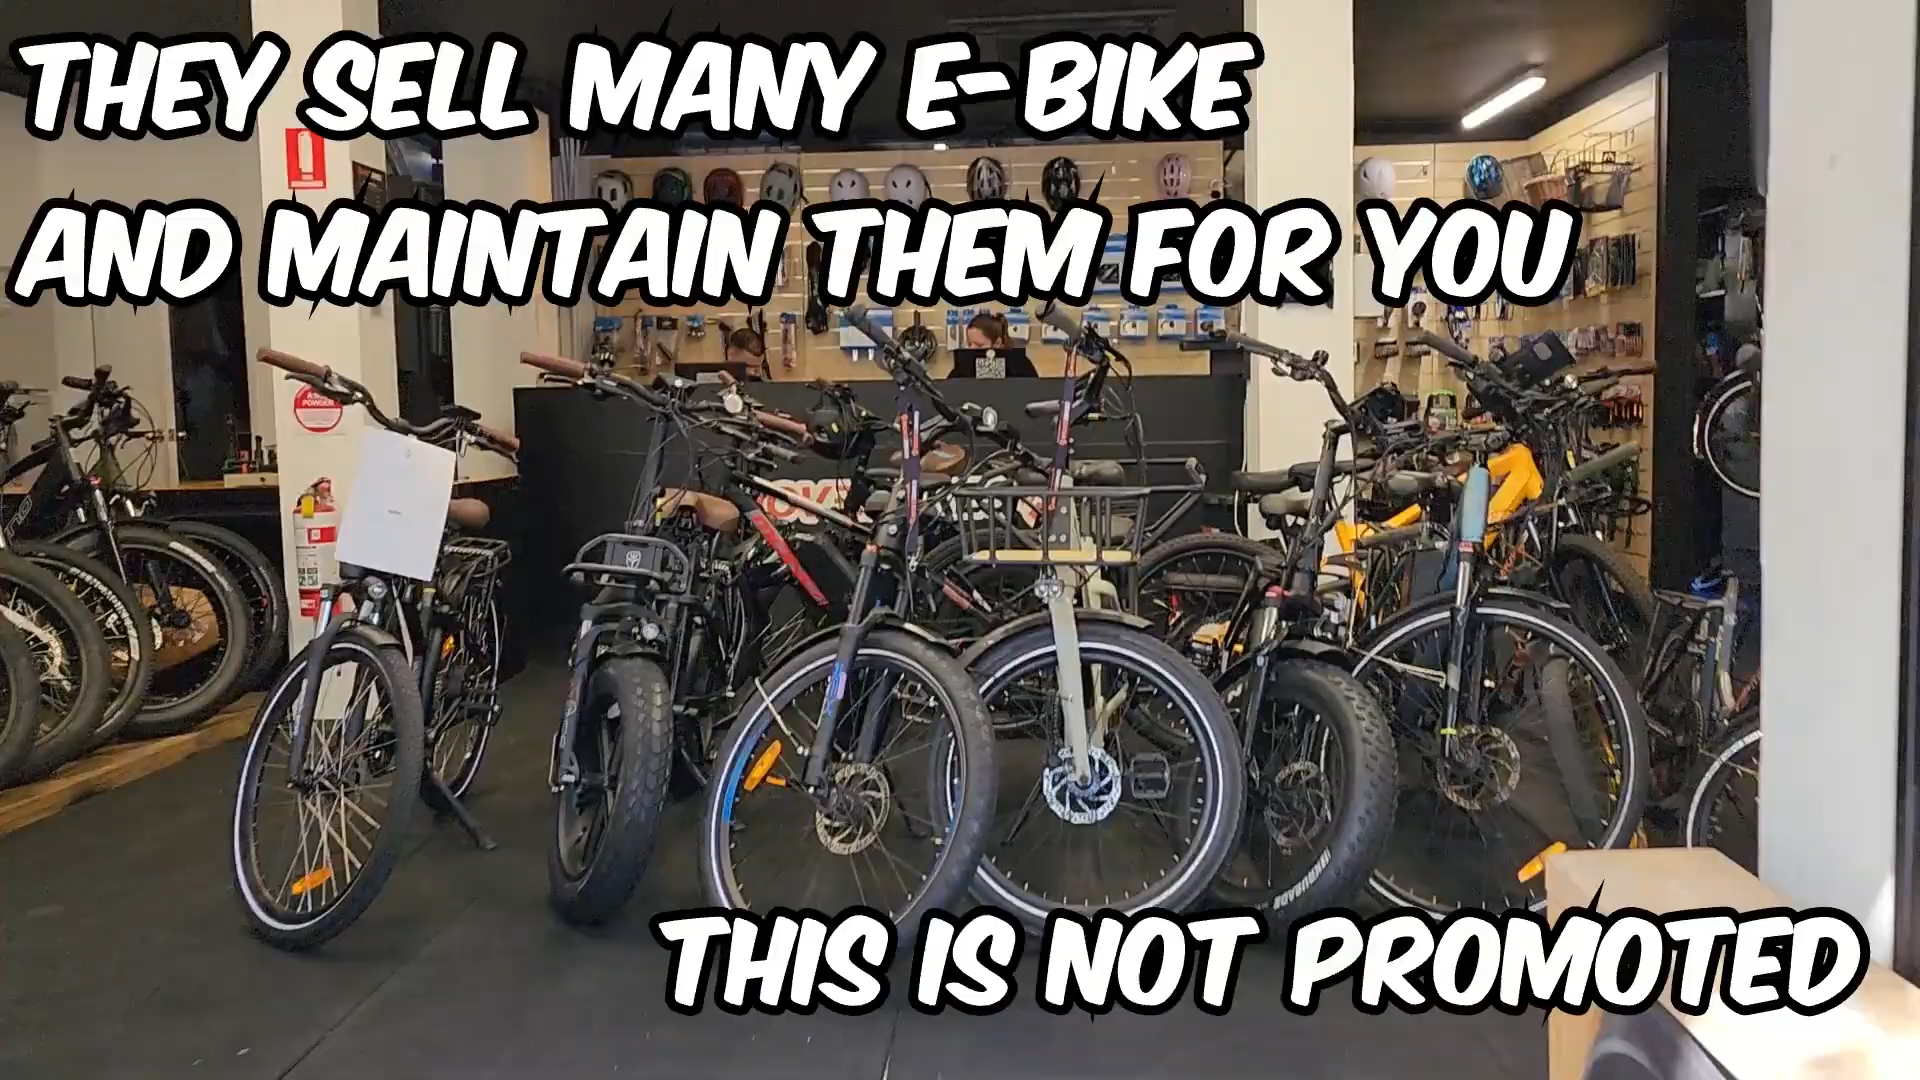 THEY SELL MANY E-BIKE
AND MAINTAIN THEM FOR YOU
THIS IS NOT PROMOTED